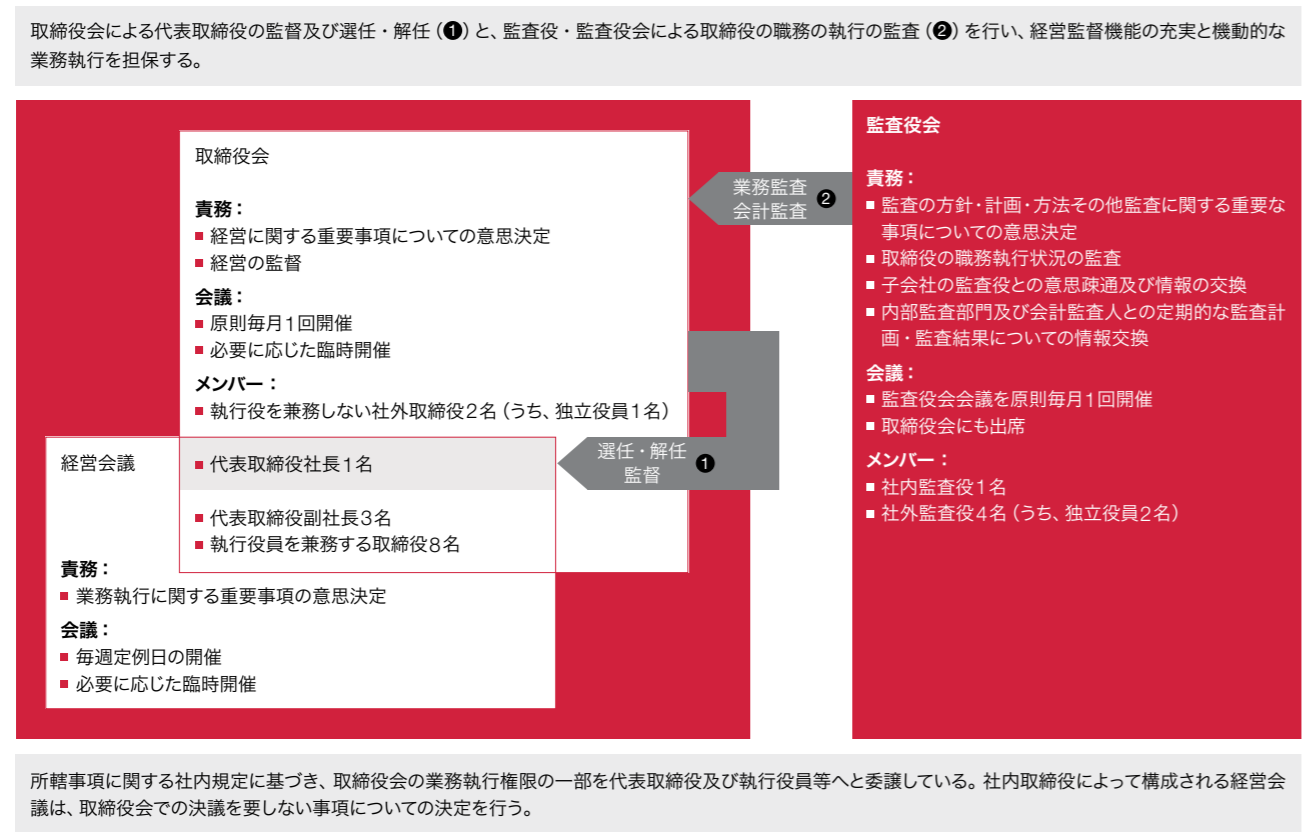 取締役会による代表取締役の監督及び選任・解任（❶）と、監査役・監査役会による取締役の職務の執行の監査（❷）を行い、経営監督機能の充実と機動的な
業務執行を担保する。
取締役会
責務：
■ 経営に関する重要事項についての意思決定
■ 経営の監督
会議：
■ 原則毎月1回開催
■ 必要に応じた臨時開催
メンバー：
■ 執行役を兼務しない社外取締役2名（うち、独立役員1名）
■ 代表取締役社長1名
■ 代表取締役副社長3名
■ 執行役員を兼務する取締役8名
経営会議
責務：
■ 業務執行に関する重要事項の意思決定
会議：
■ 毎週定例日の開催
■ 必要に応じた臨時開催
選任・解任
監督 ❶
業務監査
会計監査 ❷
監査役会
責務：
■ 監査の方針・計画・方法その他監査に関する重要な
事項についての意思決定
■ 取締役の職務執行状況の監査
■ 子会社の監査役との意思疎通及び情報の交換
■ 内部監査部門及び会計監査人との定期的な監査計
画・監査結果についての情報交換
会議：
■ 監査役会会議を原則毎月1回開催
■ 取締役会にも出席
メンバー：
■ 社内監査役1名
■ 社外監査役4名（うち、独立役員2名）
所轄事項に関する社内規定に基づき、取締役会の業務執行権限の一部を代表取締役及び執行役員等へと委譲している。社内取締役によって構成される経営会
議は、取締役会での決議を要しない事項についての決定を行う。